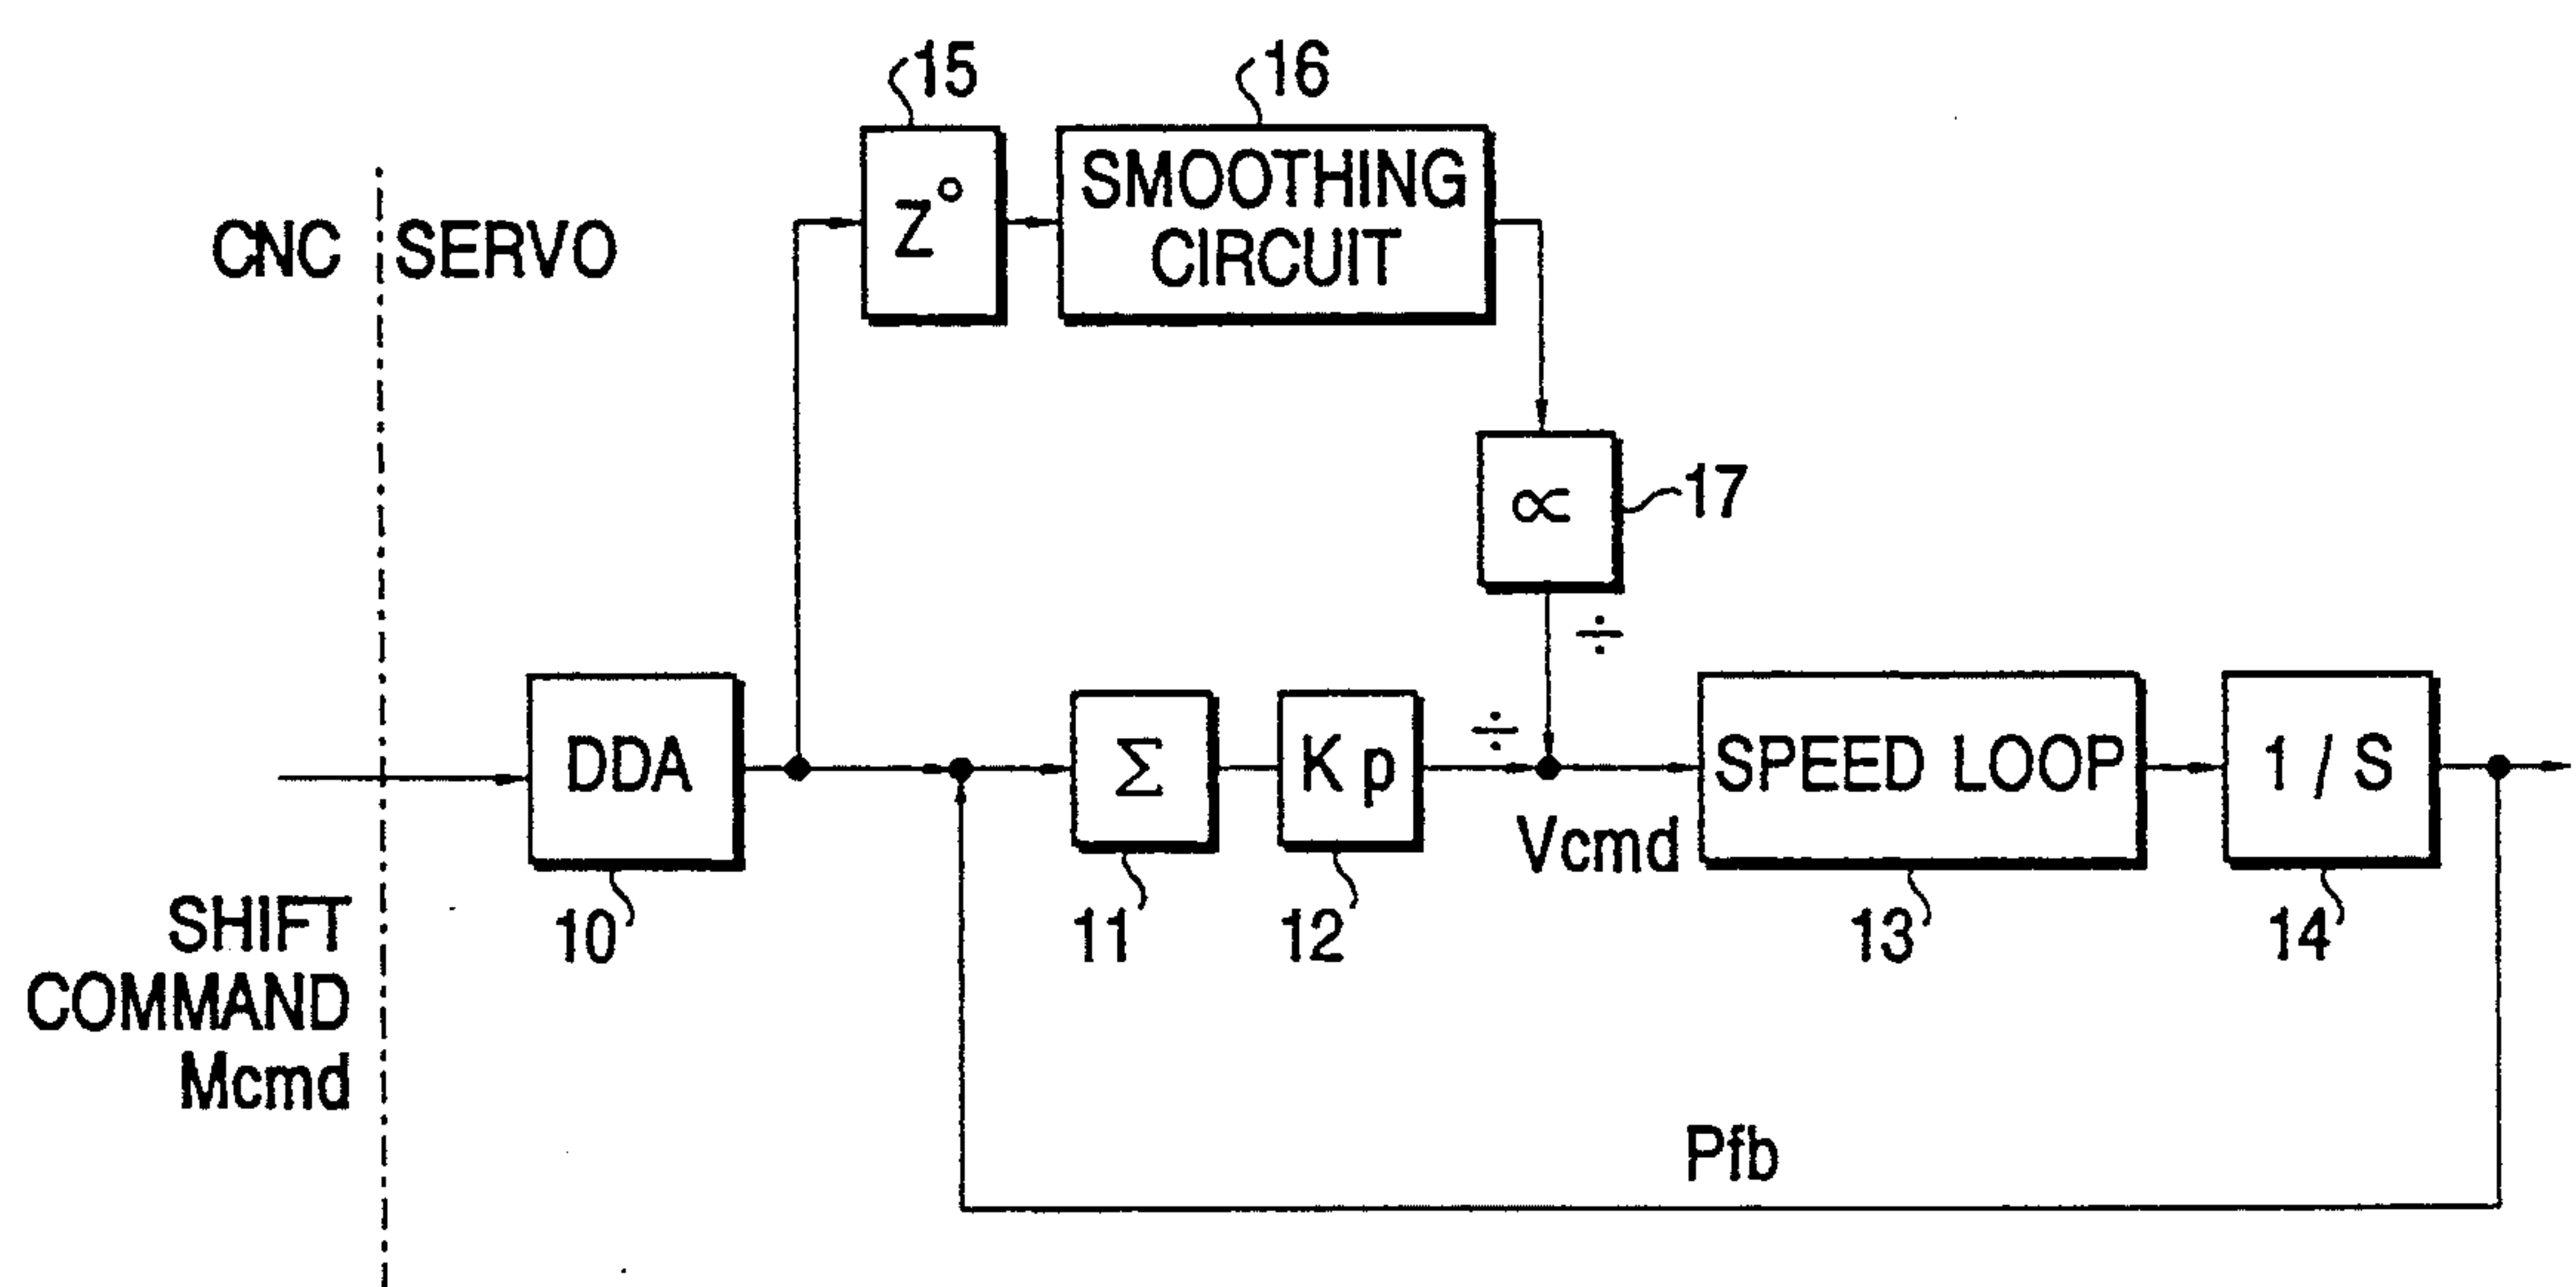 15
16
Z°
SMOOTHING
CIRCUIT
CNC
SERVO
∝
17
÷
DDA
Σ
Kp
÷
SPEED LOOP
1/S
Vcmd
10
11
12
13
14
SHIFT
COMMAND
Mcmd
Pfb